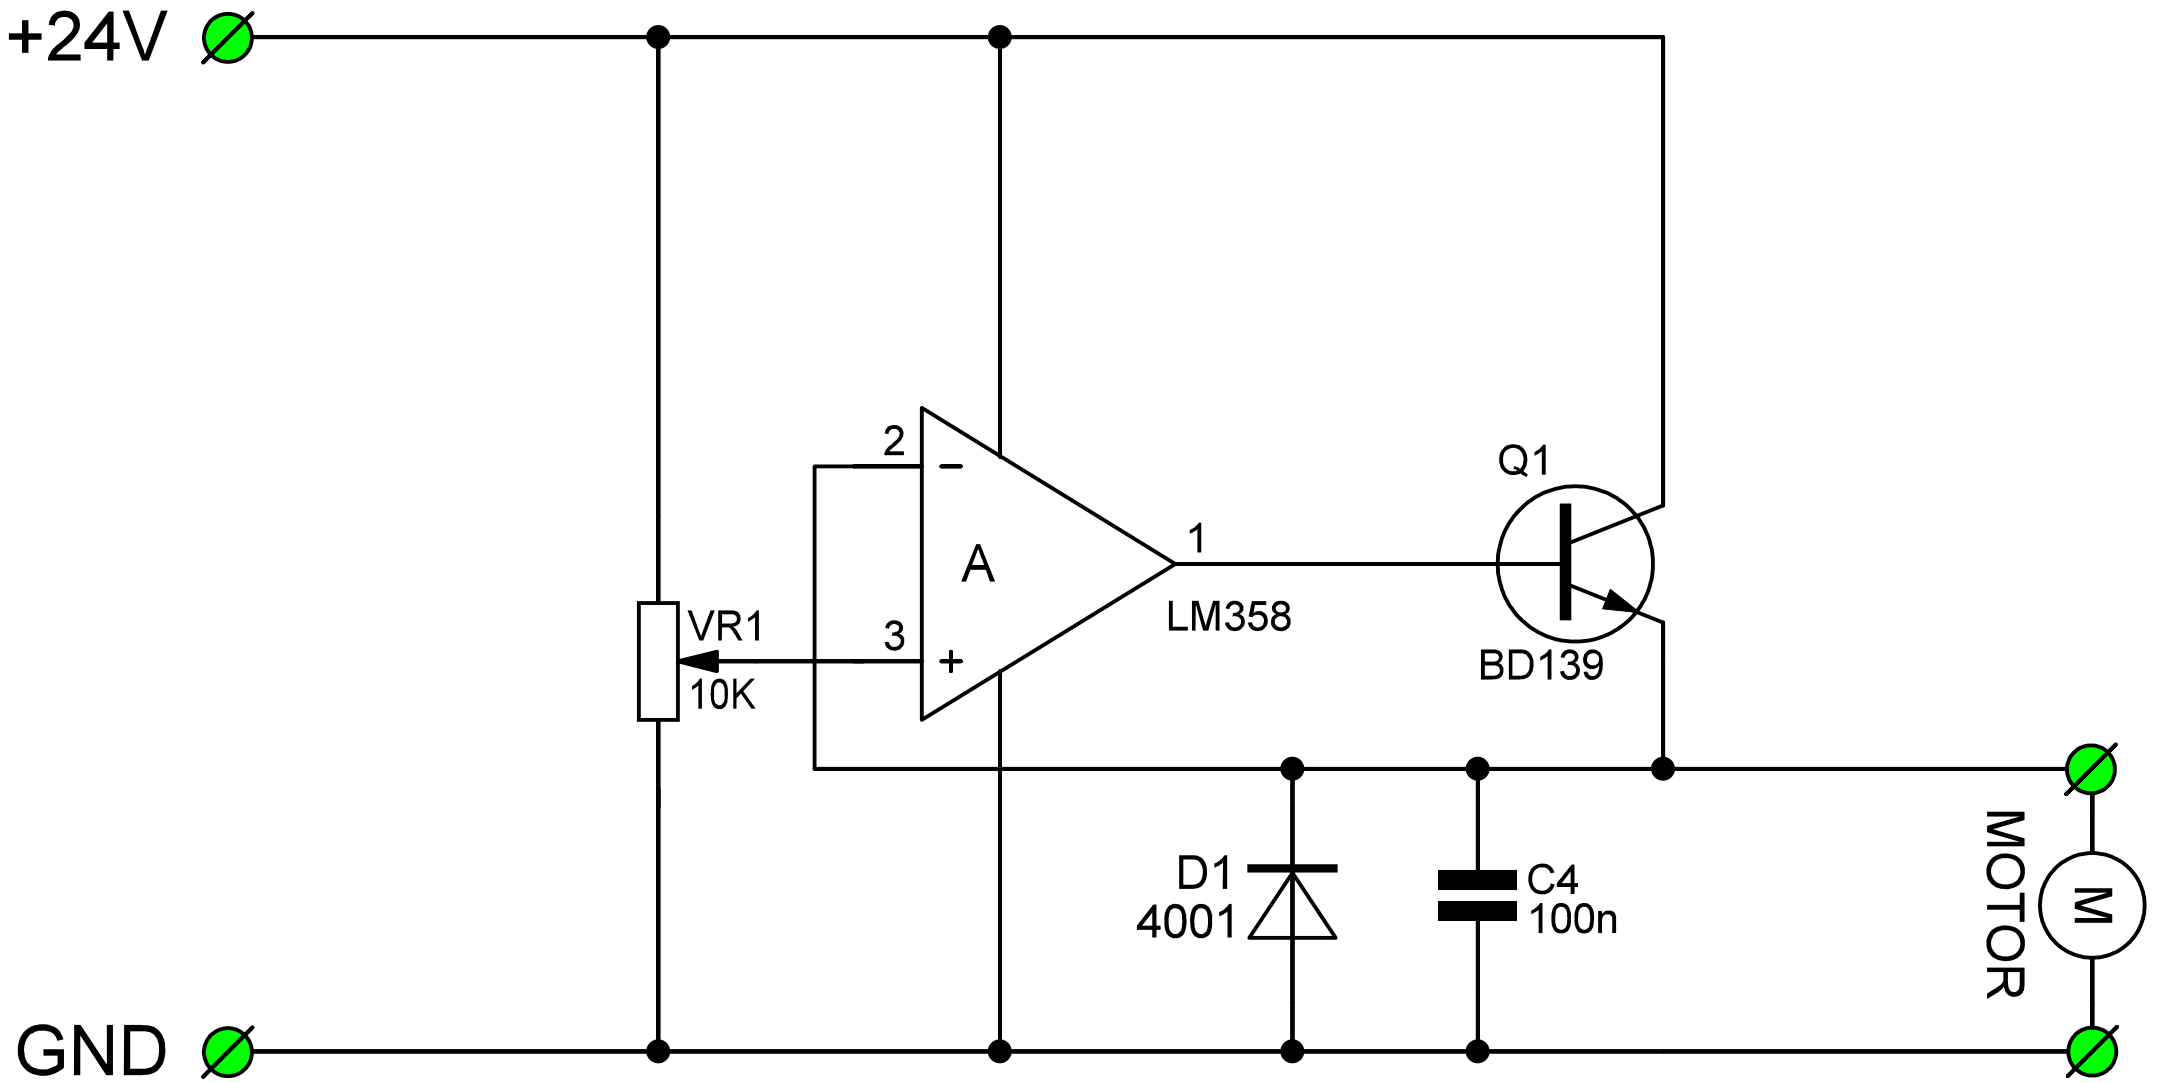 +24V
2
−
A
1
LM358
3
+
VR1
10K
Q1
BD139
D1
4001
C4
100n
MOTOR
M
GND